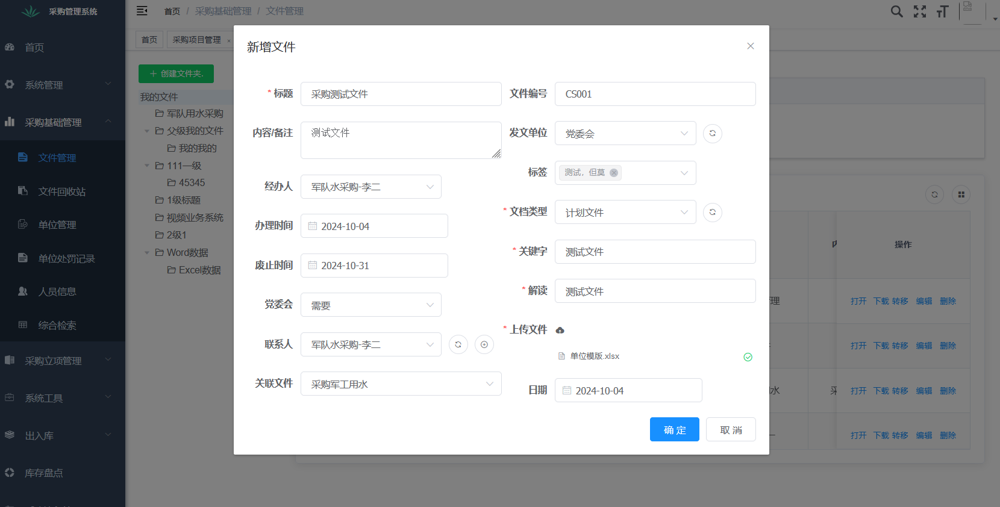 采购管理系统
首页 / 采购基础管理 / 文件管理
首页
采购项目管理 ×
首页
系统管理
采购基础管理
文件管理
文件回收站
单位管理
单位处罚记录
人员信息
综合检索
采购立项管理
系统工具
出入库
库存盘点
+ 创建文件夹.
我的文件
军队用水采购
父级我的文件
我的我的
111一级
45345
1级标题
视频业务系统
2级1
Word数据
Excel数据
新增文件
* 标题 采购测试文件
文件编号 CS001
内容/备注 测试文件
发文单位 党委会
标签 测试，但莫
经办人 军队水采购-李二
* 文档类型 计划文件
办理时间 2024-10-04
* 关键字 测试文件
废止时间 2024-10-31
* 解读 测试文件
党委会 需要
* 上传文件
联系人 军队水采购-李二
单位模版.xlsx
关联文件 采购军工用水
日期 2024-10-04
确 定
取 消
操作
理 打开 下载 转移 编辑 删除
打开 下载 转移 编辑 删除
水 采 打开 下载 转移 编辑 删除
打开 下载 转移 编辑 删除